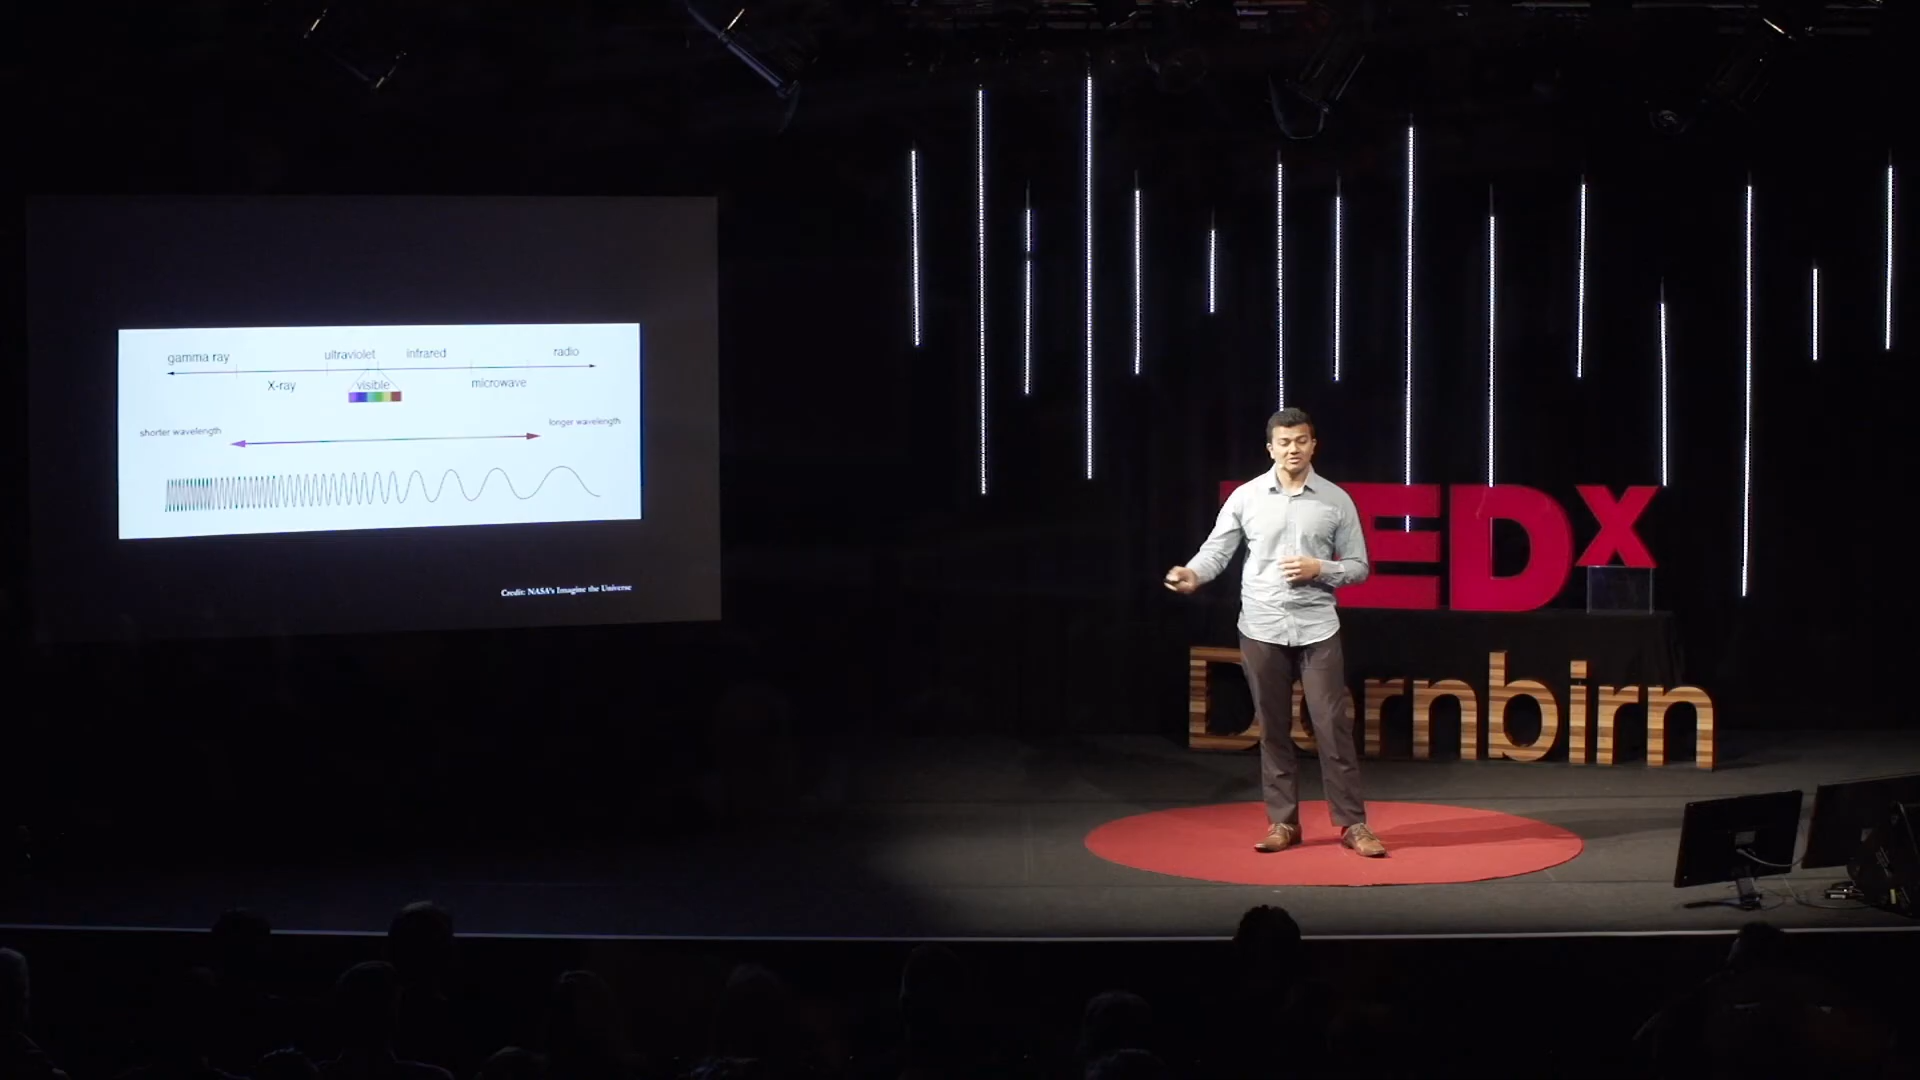 gamma ray
ultraviolet
infrared
radio
X-ray
visible
microwave
shorter wavelength
longer wavelength
Credit: NASA's Imagine the Universe
EDx
Dornbirn